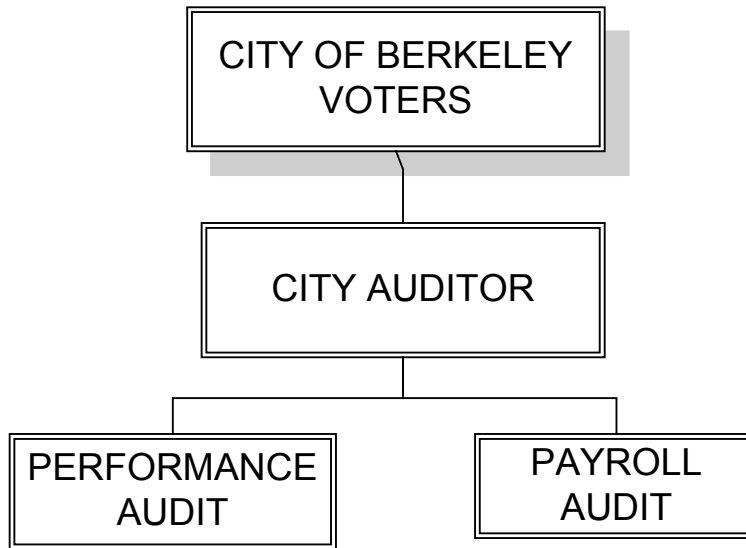 CITY OF BERKELEY
VOTERS
CITY AUDITOR
PERFORMANCE
AUDIT
PAYROLL
AUDIT